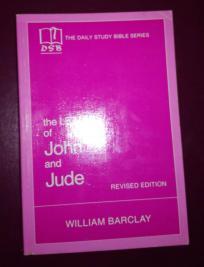 DSB
THE DAILY STUDY BIBLE SERIES
the
of
John
and
Jude
REVISED EDITION
WILLIAM BARCLAY